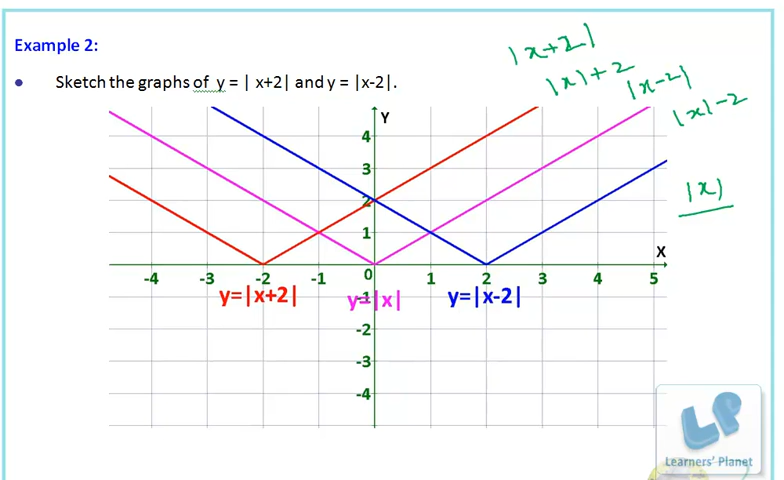 Example 2:
|x+2|
• Sketch the graphs of y = | x+2| and y = |x-2|.
|x|+2
|x-2|
|x|-2
Y
4
3
2
1
|x|
X
-4 -3 -2 -1 0 1 2 3 4 5
y=|x+2| y=|x| y=|x-2|
-1
-2
-3
-4
LP
Learners' Planet